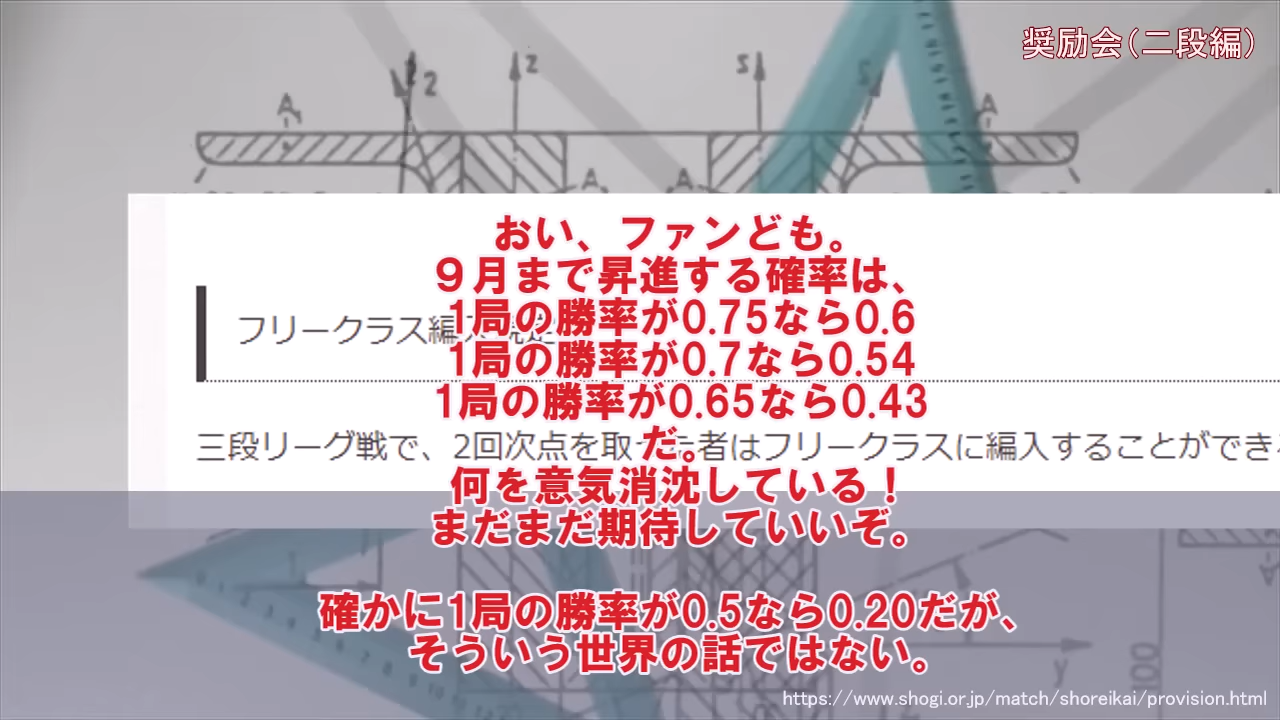 奨励会（二段編）
おい、ファンども。
９月まで昇進する確率は、
フリークラス編入規定
1局の勝率が0.75なら0.6
1局の勝率が0.7なら0.54
1局の勝率が0.65なら0.43
三段リーグ戦で、2回次点を取った者はフリークラスに編入することができ
だ。
何を意気消沈している！
まだまだ期待していいぞ。
確かに1局の勝率が0.5なら0.20だが、
そういう世界の話ではない。
https://www.shogi.or.jp/match/shoreikai/provision.html